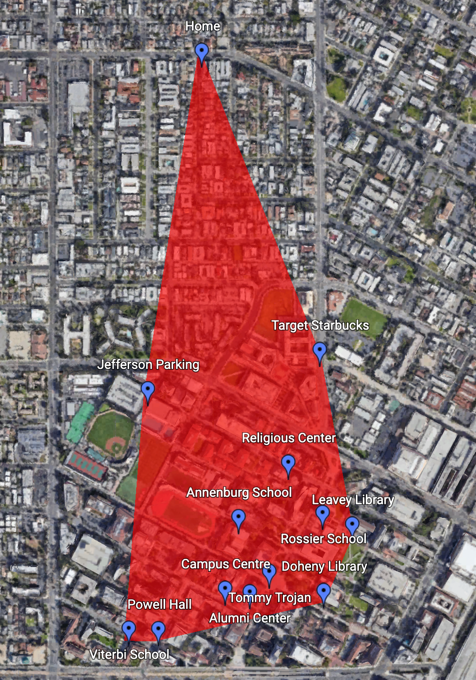 Home
Target Starbucks
Jefferson Parking
Religious Center
Annenburg School
Leavey Library
Rossier School
Campus Centre
Doheny Library
Tommy Trojan
Powell Hall
Alumni Center
Viterbi School